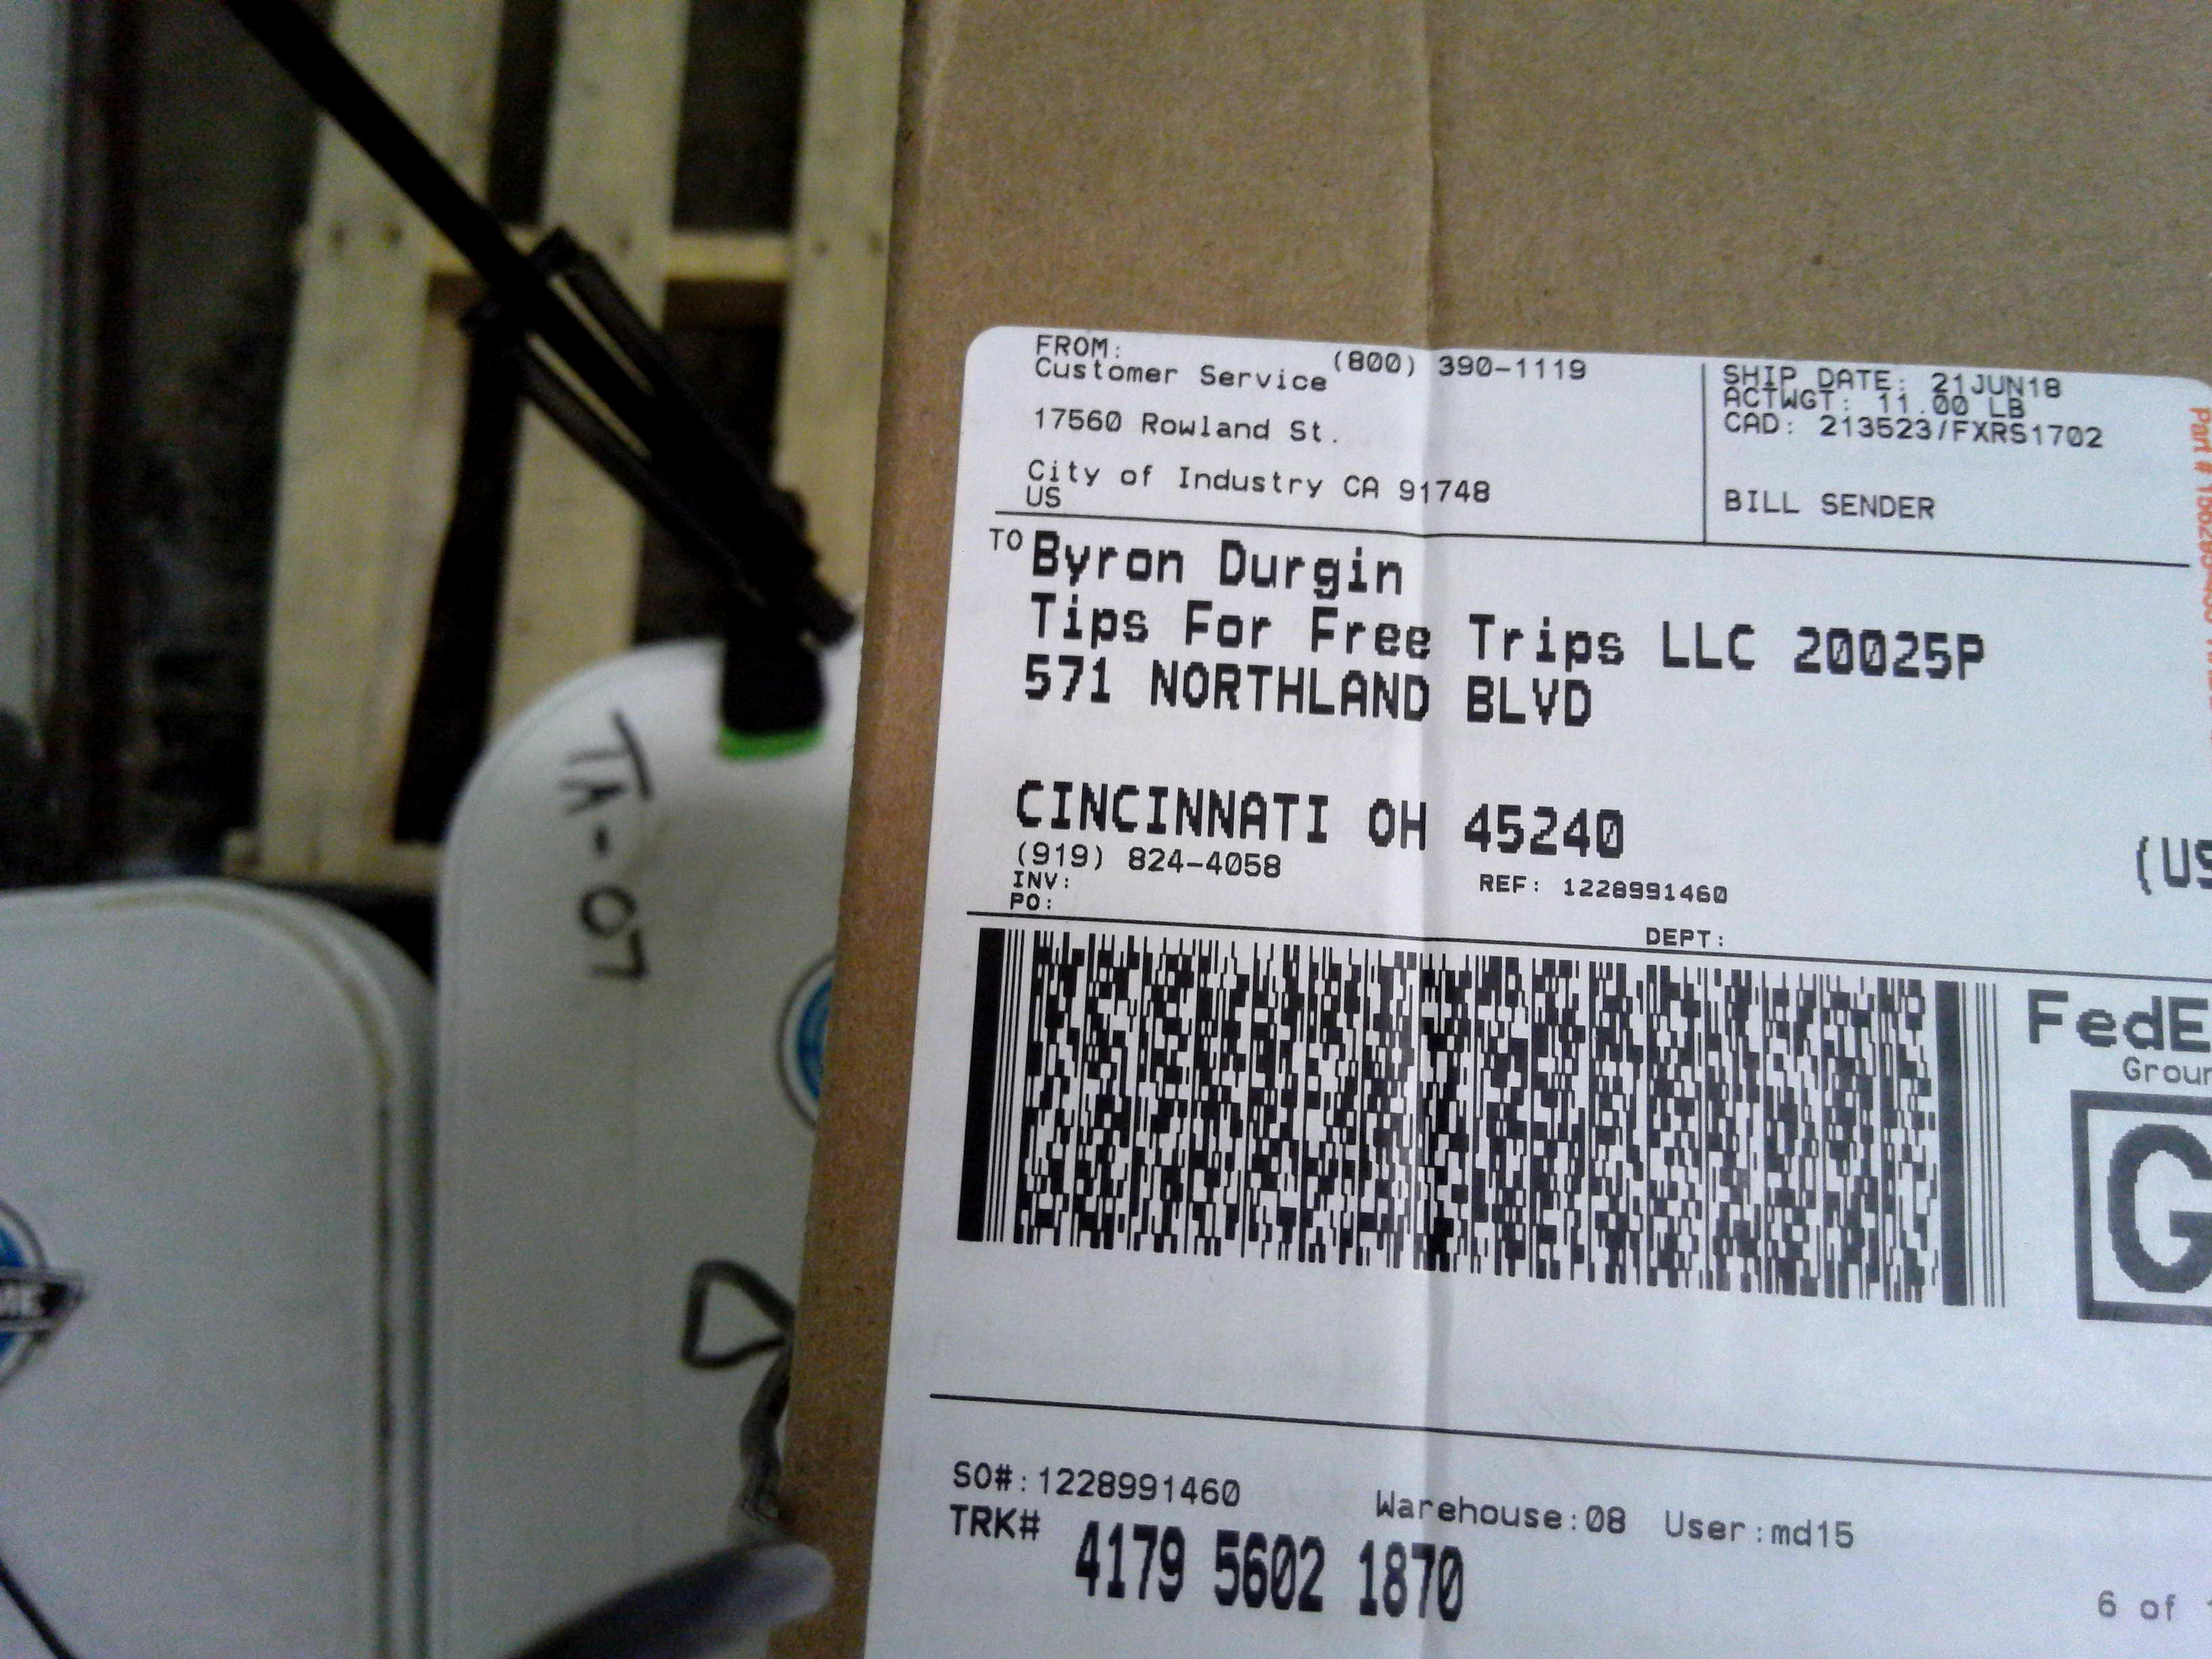 FROM:
Customer Service (800) 390-1119
17560 Rowland St.
City of Industry CA 91748
US
SHIP DATE: 21JUN18
ACTWGT: 11.00 LB
CAD: 213523/FXRS1702
BILL SENDER
TO Byron Durgin
Tips For Free Trips LLC 20025P
571 NORTHLAND BLVD
CINCINNATI OH 45240
(919) 824-4058
(US
INV:
PO:
REF: 1228991460
DEPT:
FedE
Groun
G
SO#:1228991460
Warehouse:08 User:md15
TRK#
4179 5602 1870
6 of
Part #
TA-07